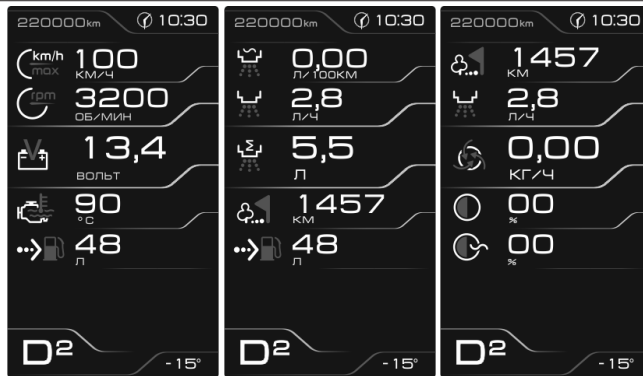 220000km 10:30
km/h
max
100
КМ/Ч
rpm
3200
ОБ/МИН
13,4
ВОЛЬТ
90
°C
48
Л
D2
-15°
220000km 10:30
0,00
Л/100КМ
2,8
Л/Ч
Σ
5,5
Л
1457
КМ
48
Л
D2
-15°
220000km 10:30
1457
КМ
2,8
Л/Ч
0,00
КГ/Ч
00
%
00
%
D2
-15°